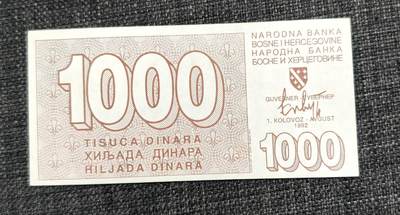 NARODNA BANKA
BOSNE I HERCEGOVINE
НАРОДНА БАНКА
БОСНЕ И ХЕРЦЕГОВИНЕ
1000
GUVERNER ГУВЕРНЕР
1. KOLOVOZ - AUGUST
1992
TISUĆA DINARA
ХИЉАДА ДИНАРА
HILJADA DINARA
1000